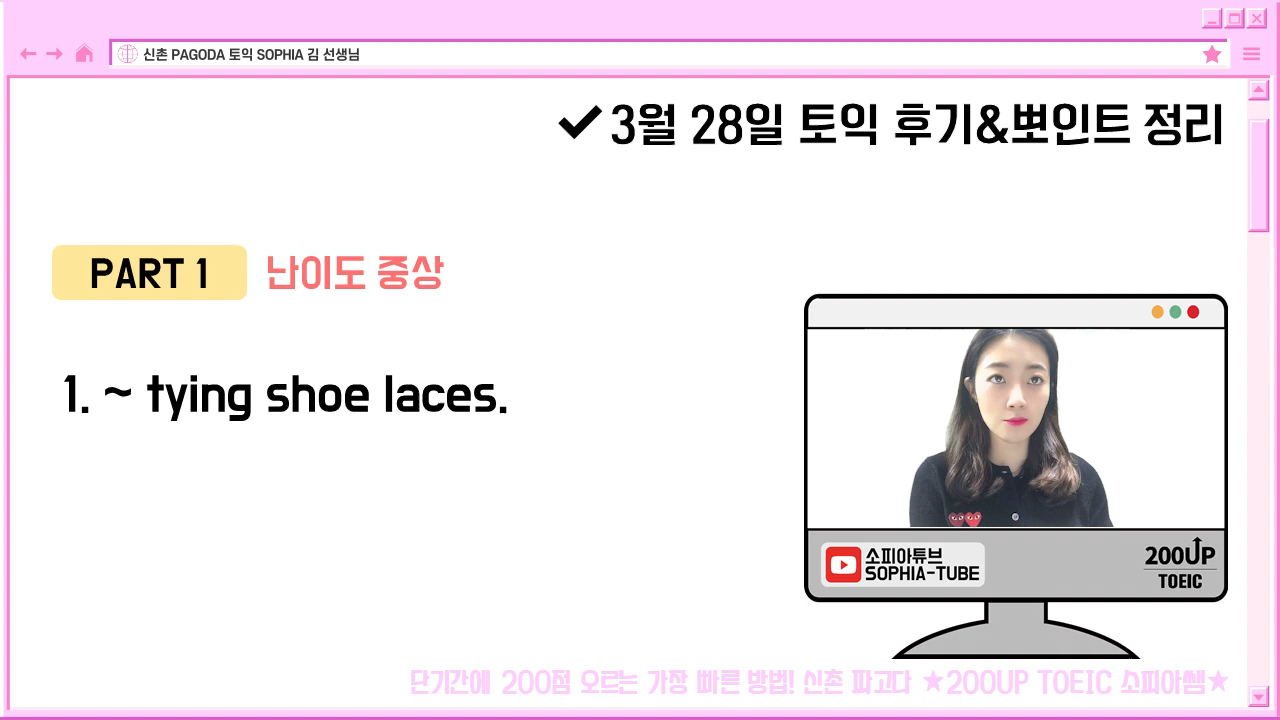 신촌 PAGODA 토익 SOPHIA 김 선생님
3월 28일 토익 후기&뽀인트 정리
PART 1 난이도 중상
1. ~ tying shoe laces.
소피아튜브
SOPHIA-TUBE
200UP
TOEIC
단기간에 200점 오르는 가장 빠른 방법! 신촌 파고다 ★200UP TOEIC 소피아쌤★